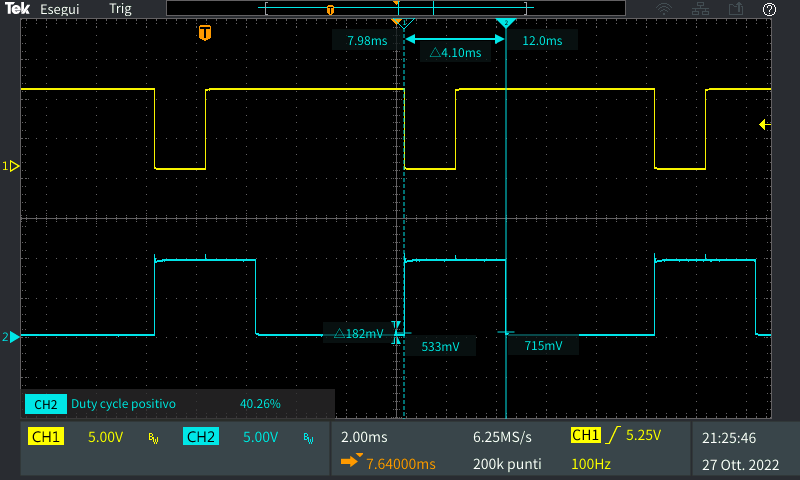 Tek Esegui Trig
T
T
7.98ms
12.0ms
△4.10ms
1
2
△182mV
533mV
715mV
CH2 Duty cycle positivo 40.26%
CH1 5.00V BW CH2 5.00V BW
2.00ms 6.25MS/s CH1 5.25V
7.64000ms 200k punti 100Hz
21:25:46
27 Ott. 2022